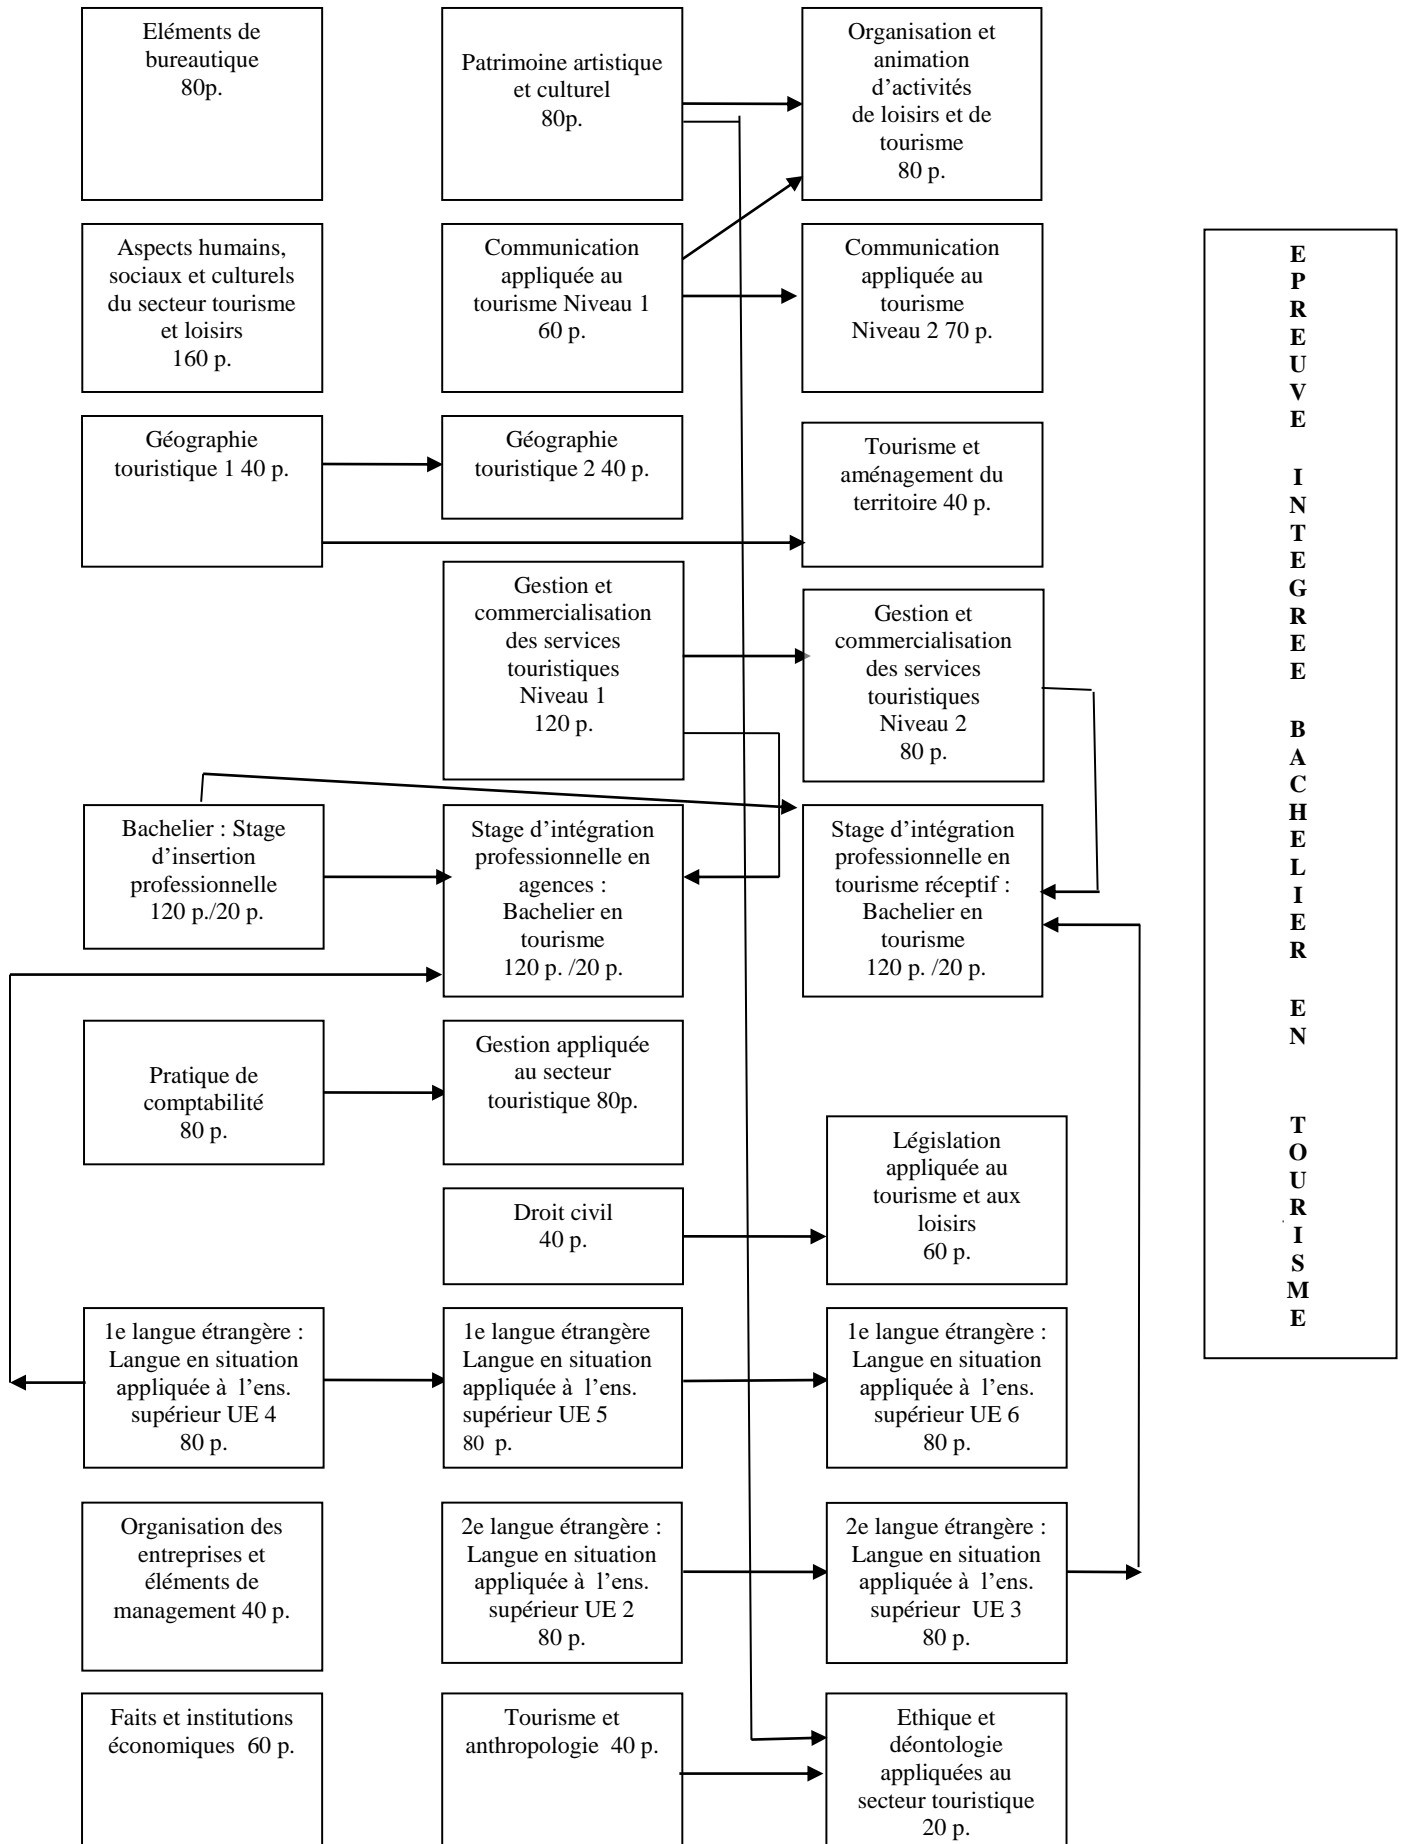 Eléments de
bureautique
80p.
Patrimoine artistique
et culturel
80p.
Organisation et
animation
d’activités
de loisirs et de
tourisme
80 p.
Aspects humains,
sociaux et culturels
du secteur tourisme
et loisirs
160 p.
Communication
appliquée au
tourisme Niveau 1
60 p.
Communication
appliquée au
tourisme
Niveau 2 70 p.
Géographie
touristique 1 40 p.
Géographie
touristique 2 40 p.
Tourisme et
aménagement du
territoire 40 p.
Gestion et
commercialisation
des services
touristiques
Niveau 1
120 p.
Gestion et
commercialisation
des services
touristiques
Niveau 2
80 p.
Bachelier : Stage
d’insertion
professionnelle
120 p./20 p.
Stage d’intégration
professionnelle en
agences :
Bachelier en
tourisme
120 p. /20 p.
Stage d’intégration
professionnelle en
tourisme réceptif :
Bachelier en
tourisme
120 p. /20 p.
Pratique de
comptabilité
80 p.
Gestion appliquée
au secteur
touristique 80p.
Droit civil
40 p.
Législation
appliquée au
tourisme et aux
loisirs
60 p.
1e langue étrangère :
Langue en situation
appliquée à l’ens.
supérieur UE 4
80 p.
1e langue étrangère
Langue en situation
appliquée à l’ens.
supérieur UE 5
80 p.
1e langue étrangère :
Langue en situation
appliquée à l’ens.
supérieur UE 6
80 p.
Organisation des
entreprises et
éléments de
management 40 p.
2e langue étrangère :
Langue en situation
appliquée à l’ens.
supérieur UE 2
80 p.
2e langue étrangère :
Langue en situation
appliquée à l’ens.
supérieur UE 3
80 p.
Faits et institutions
économiques 60 p.
Tourisme et
anthropologie 40 p.
Ethique et
déontologie
appliquées au
secteur touristique
20 p.
EPREUVE INTEGREE BACHELIER EN TOURISME